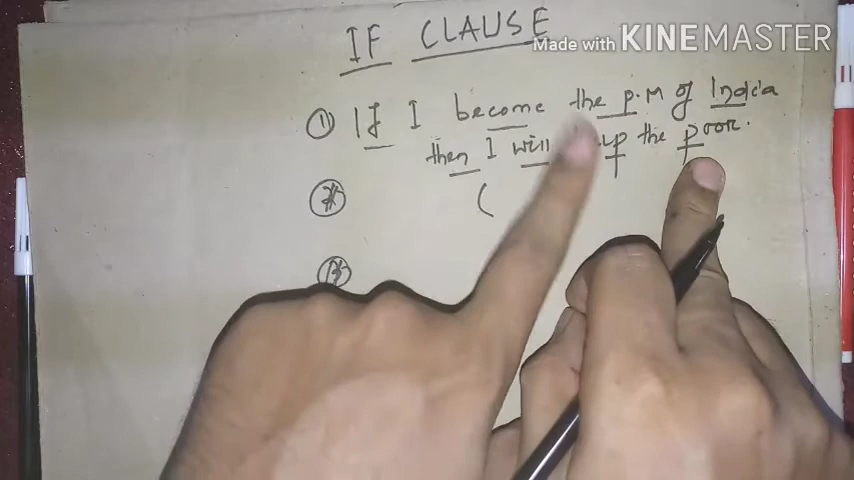 IF CLAUSE
Made with KINEMASTER
① If I become the P.M of India
then I will the poor.
(